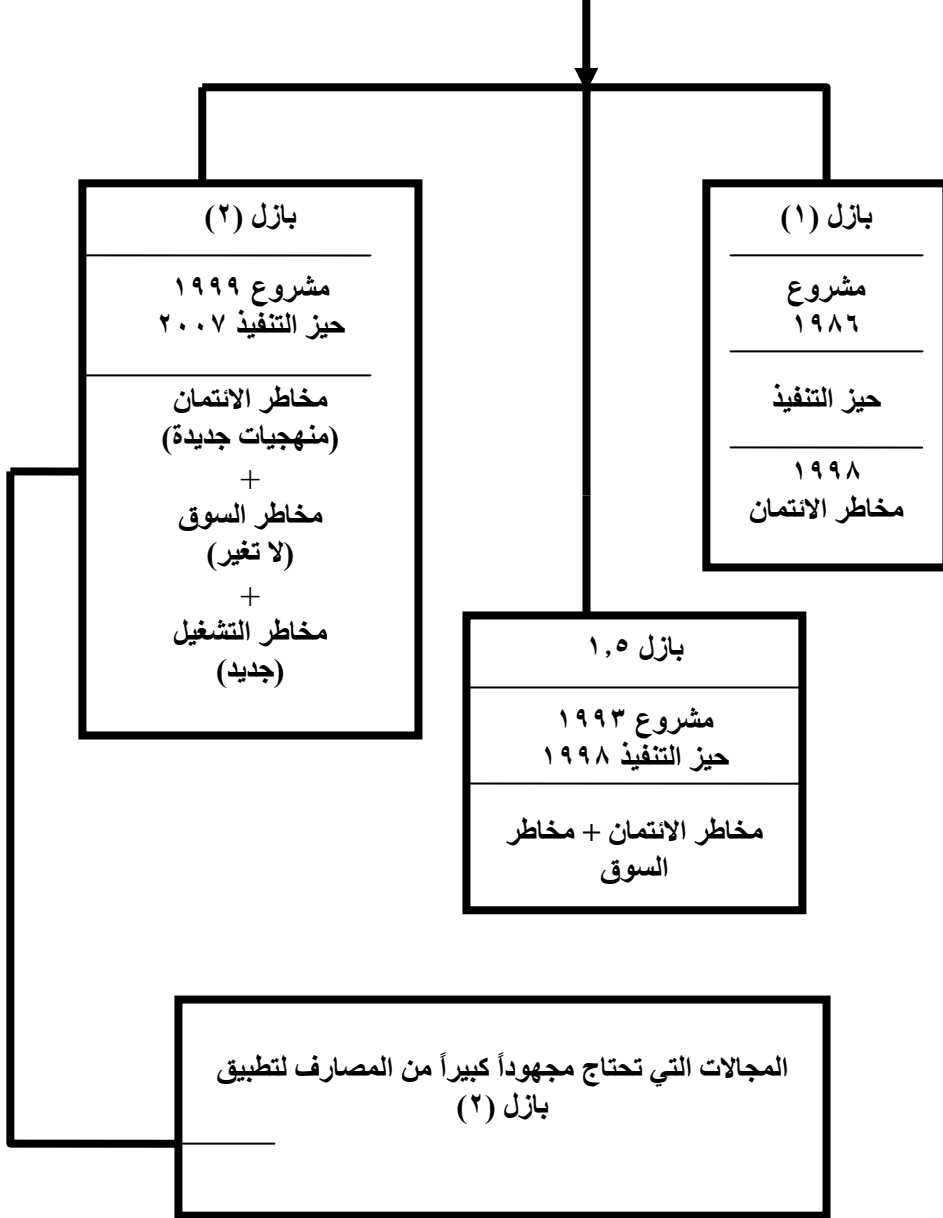 بازل (١)
مشروع
١٩٨٦
حيز التنفيذ
١٩٩٨
مخاطر الائتمان
بازل (٢)
مشروع ١٩٩٩
حيز التنفيذ ٢٠٠٧
مخاطر الائتمان
(منهجيات جديدة)
+
مخاطر السوق
(لا تغير)
+
مخاطر التشغيل
(جديد)
بازل ١,٥
مشروع ١٩٩٣
حيز التنفيذ ١٩٩٨
مخاطر الائتمان + مخاطر
السوق
المجالات التي تحتاج مجهوداً كبيراً من المصارف لتطبيق
بازل (٢)